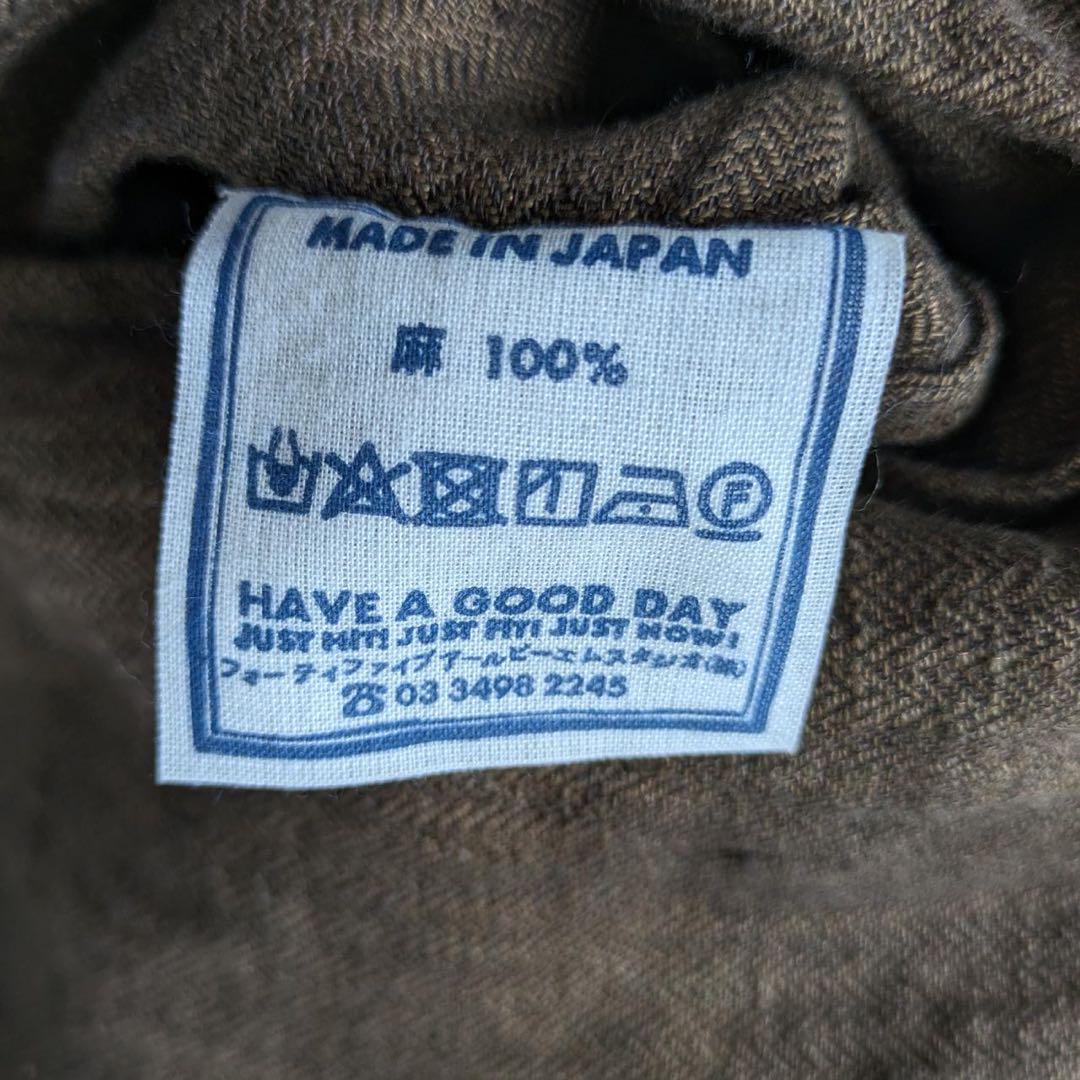 MADE IN JAPAN
麻 100%
F
HAVE A GOOD DAY
JUST HIT! JUST FIT! JUST NOW!
フォーティファイブアールピーエムスタジオ(株)
☎ 03 3498 2245